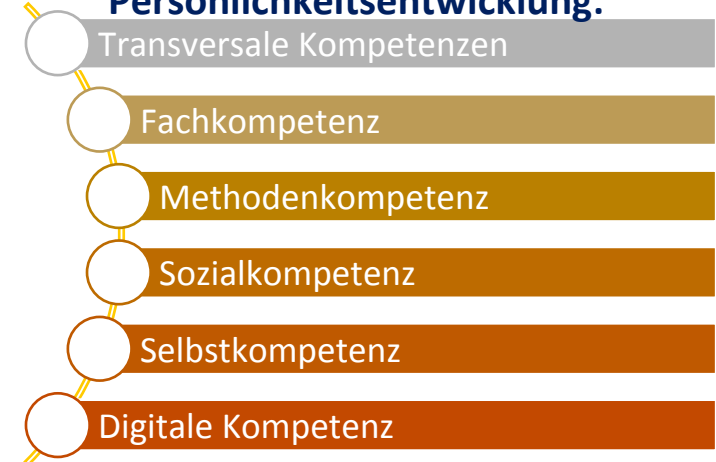 Persönlichkeitsentwicklung.
Transversale Kompetenzen
Fachkompetenz
Methodenkompetenz
Sozialkompetenz
Selbstkompetenz
Digitale Kompetenz